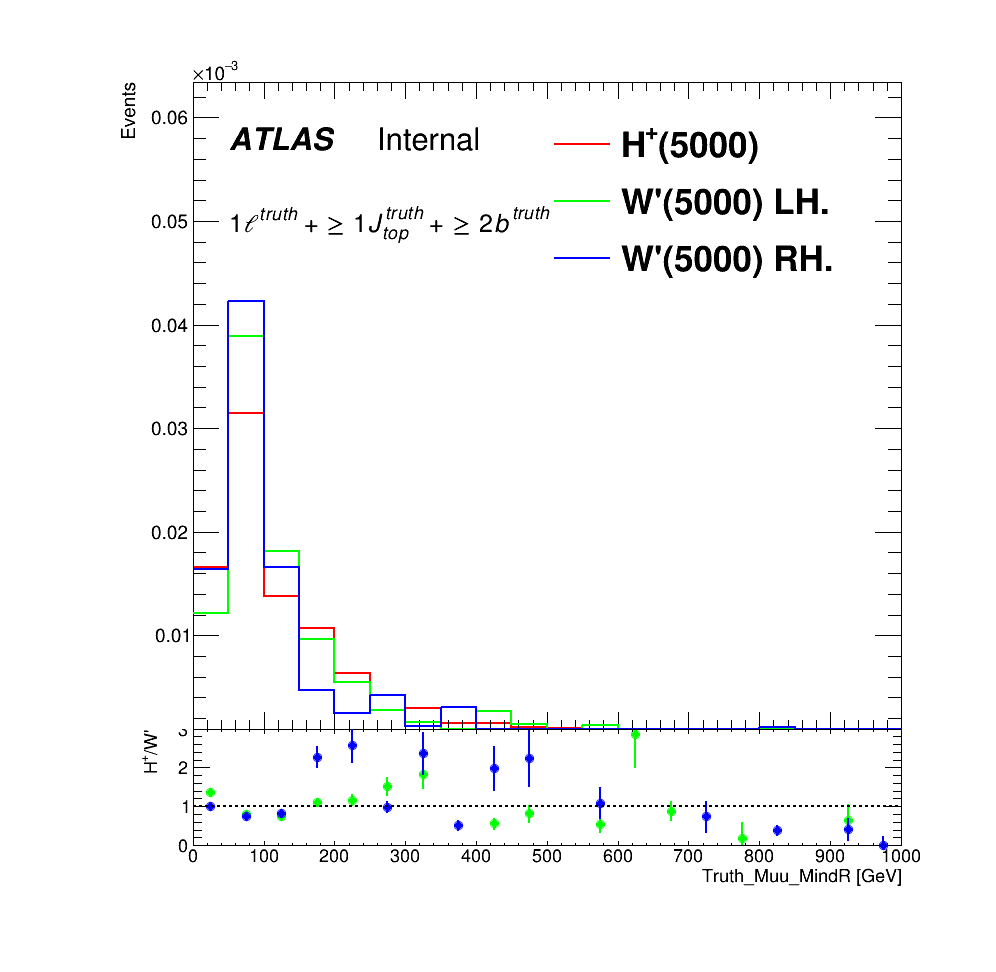 ×10⁻³
Events
0.06
ATLAS Internal
H⁺(5000)
W'(5000) LH.
W'(5000) RH.
1ℓ^truth + ≥ 1J_top^truth + ≥ 2b^truth
0.05
0.04
0.03
0.02
0.01
H⁺/W'
3
2
1
0
0 100 200 300 400 500 600 700 800 900 1000
Truth_Muu_MindR [GeV]